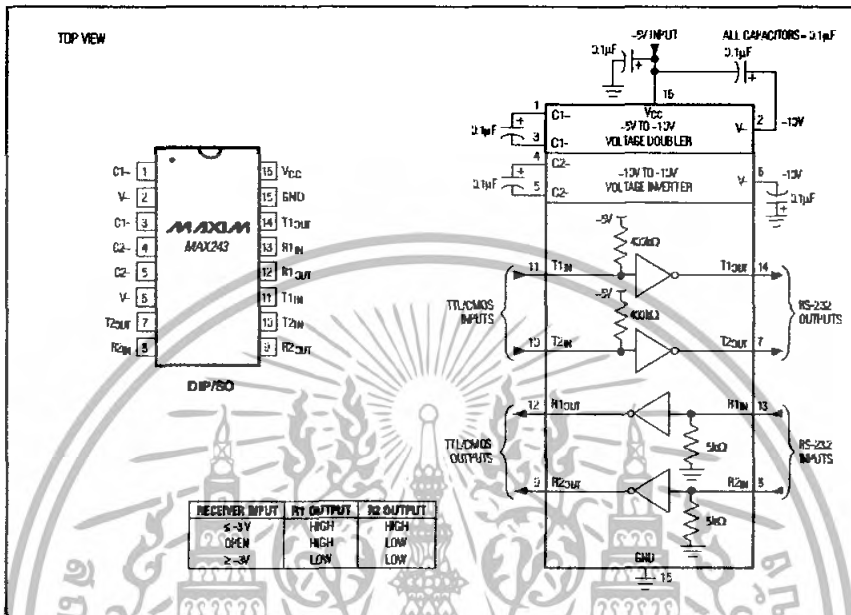 TOP VIEW
C1- 1
V- 2
C1- 3
C2- 4
C2- 5
V- 6
T2OUT 7
R2IN 8
16 VCC
15 GND
14 T1OUT
13 R1IN
12 R1OUT
11 T1IN
10 T2IN
9 R2OUT
MAXIM
MAX243
DIP/SO
RECEIVER INPUT R1 OUTPUT R2 OUTPUT
≤ -3V HIGH HIGH
OPEN HIGH LOW
≥ -3V LOW LOW
-5V INPUT
ALL CAPACITORS = 0.1µF
0.1µF
0.1µF
16
VCC
1 C1-
0.1µF
3 C1-
-5V TO -10V
VOLTAGE DOUBLER
V- 2 -10V
4 C2-
0.1µF
5 C2-
-10V TO -10V
VOLTAGE INVERTER
V- 6 -10V
0.1µF
-5V
400kΩ
11 T1IN
T1OUT 14
TTL/CMOS
INPUTS
-5V
400kΩ
RS-232
OUTPUTS
10 T2IN
T2OUT 7
12 R1OUT
R1IN 13
TTL/CMOS
OUTPUTS
5kΩ
RS-232
INPUTS
9 R2OUT
R2IN 8
5kΩ
GND
15